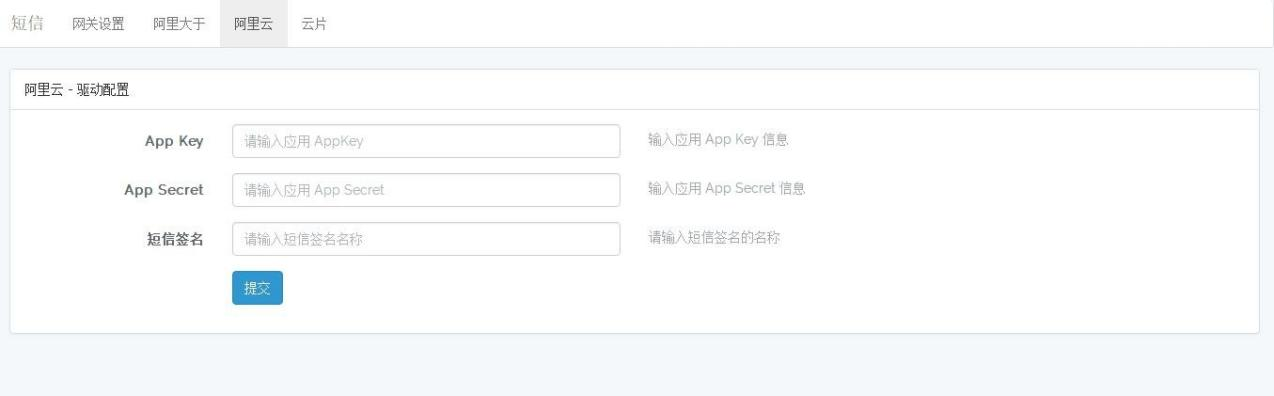 短信 网关设置 阿里大于 阿里云 云片
阿里云 - 驱动配置
App Key 请输入应用 AppKey 输入应用 App Key 信息
App Secret 请输入应用 App Secret 输入应用 App Secret 信息
短信签名 请输入短信签名名称 请输入短信签名的名称
提交